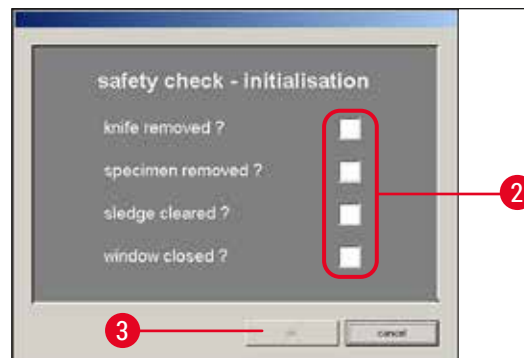 safety check - initialisation
knife removed ?
specimen removed ?
sledge cleared ?
window closed ?
2
3
cancel